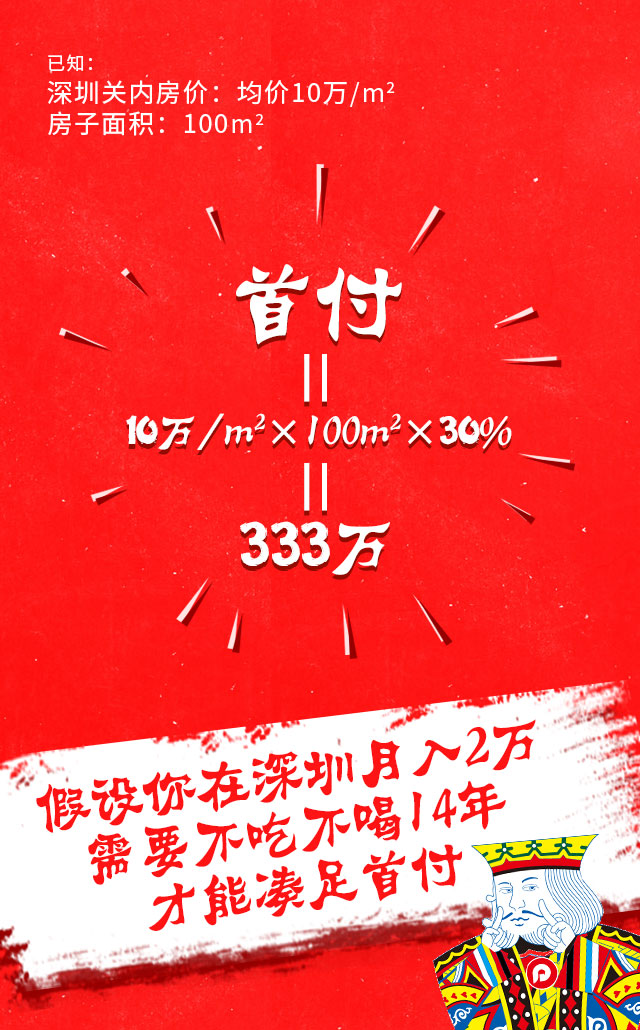 已知：
深圳关内房价：均价10万/m²
房子面积：100m²
首付
=
10万/m²×100m²×30%
=
333万
假设你在深圳月入2万
需要不吃不喝14年
才能凑足首付